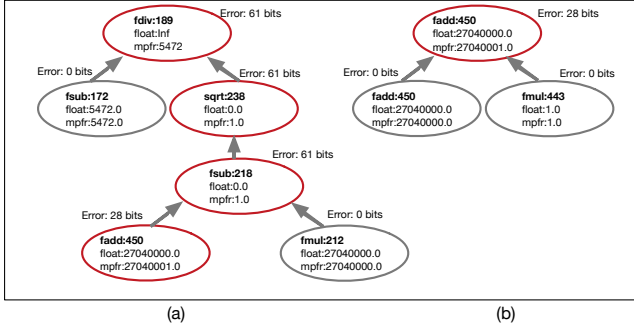 fdiv:189
float:Inf
mpfr:5472
Error: 61 bits
Error: 0 bits
fsub:172
float:5472.0
mpfr:5472.0
Error: 61 bits
sqrt:238
float:0.0
mpfr:1.0
Error: 61 bits
fsub:218
float:0.0
mpfr:1.0
Error: 28 bits
fadd:450
float:27040000.0
mpfr:27040001.0
Error: 0 bits
fmul:212
float:27040000.0
mpfr:27040000.0
(a)
Error: 28 bits
fadd:450
float:27040000.0
mpfr:27040001.0
Error: 0 bits
fadd:450
float:27040000.0
mpfr:27040000.0
Error: 0 bits
fmul:443
float:1.0
mpfr:1.0
(b)